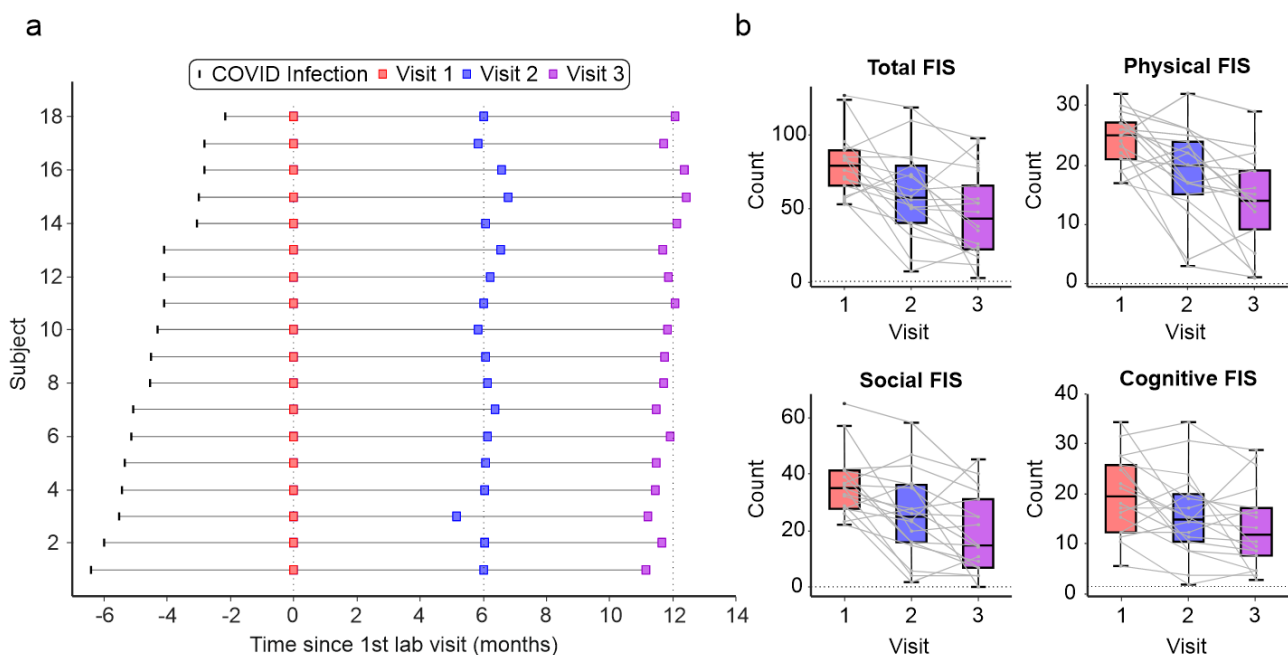 a
COVID Infection Visit 1 Visit 2 Visit 3
18
16
14
12
10
8
6
4
2
Subject
-6 -4 -2 0 2 4 6 8 10 12 14
Time since 1st lab visit (months)
b
Total FIS
100
50
0
Count
1 2 3
Visit
Physical FIS
30
20
10
0
Count
1 2 3
Visit
Social FIS
60
40
20
0
Count
1 2 3
Visit
Cognitive FIS
40
30
20
10
0
Count
1 2 3
Visit